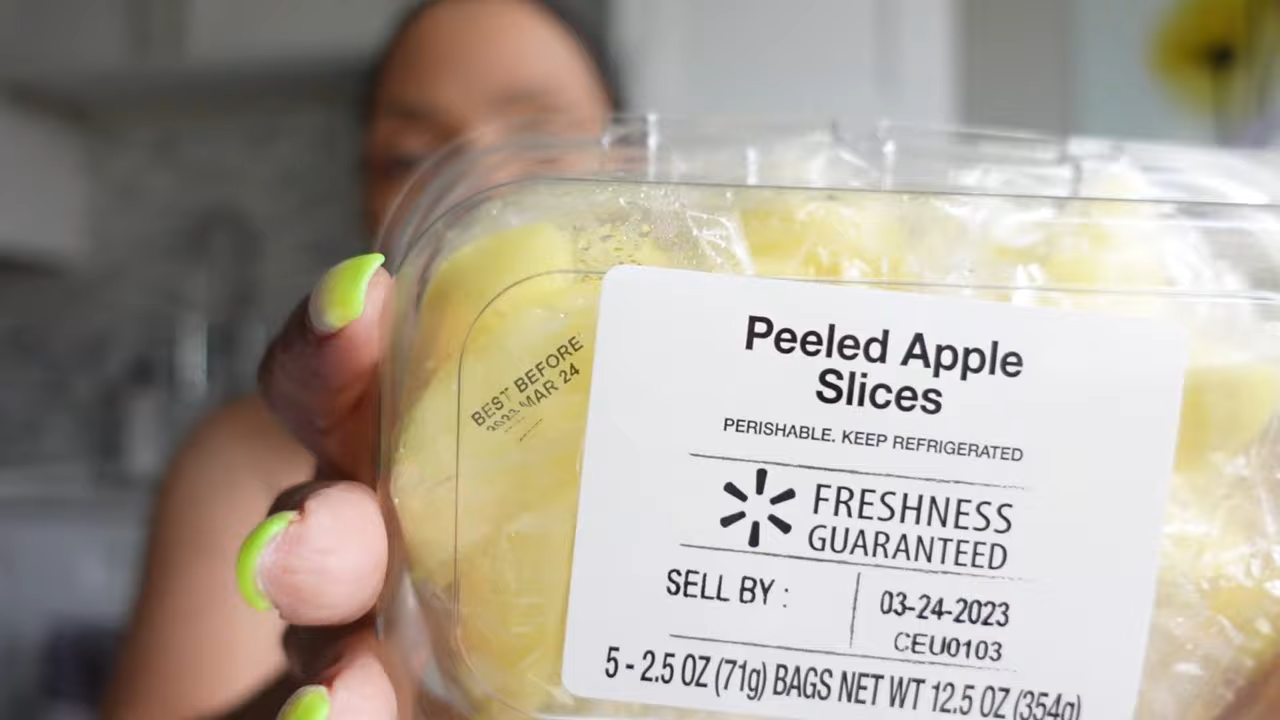 BEST BEFORE
2023 MAR 24
Peeled Apple
Slices
PERISHABLE. KEEP REFRIGERATED
FRESHNESS
GUARANTEED
SELL BY : 03-24-2023
CEU0103
5 - 2.5 OZ (71g) BAGS NET WT 12.5 OZ (354g)